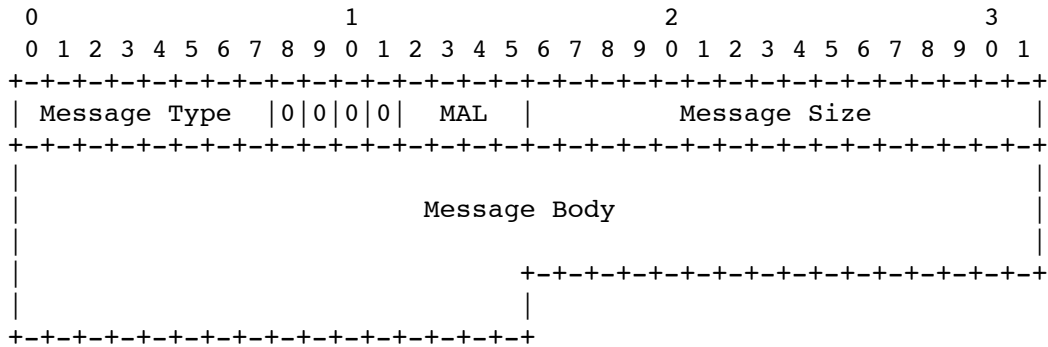 0                   1                   2                   3
 0 1 2 3 4 5 6 7 8 9 0 1 2 3 4 5 6 7 8 9 0 1 2 3 4 5 6 7 8 9 0 1
+-+-+-+-+-+-+-+-+-+-+-+-+-+-+-+-+-+-+-+-+-+-+-+-+-+-+-+-+-+-+-+-+
| Message Type  |0|0|0|0|  MAL  |         Message Size          |
+-+-+-+-+-+-+-+-+-+-+-+-+-+-+-+-+-+-+-+-+-+-+-+-+-+-+-+-+-+-+-+-+
|                                                               |
|                         Message Body                          |
|                                                               |
|                               +-+-+-+-+-+-+-+-+-+-+-+-+-+-+-+-+
|                               |
+-+-+-+-+-+-+-+-+-+-+-+-+-+-+-+-+